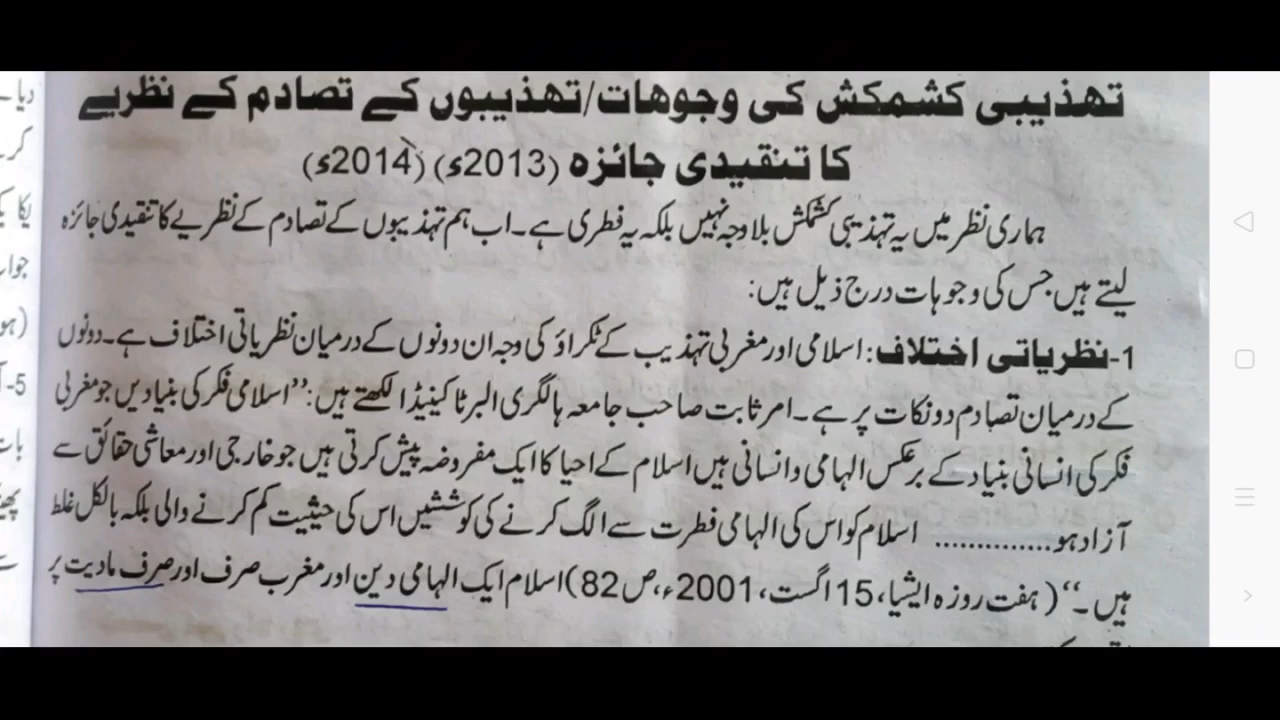 تہذیبی کشمکش کی وجوہات/تہذیبوں کے تصادم کے نظریے
کا تنقیدی جائزہ (2013ء) (2014ء)
ہماری نظر میں یہ تہذیبی کشمکش بلاوجہ نہیں بلکہ یہ فطری ہے۔ اب ہم تہذیبوں کے تصادم کے نظریے کا تنقیدی جائزہ
لیتے ہیں جس کی وجوہات درج ذیل ہیں:
1-نظریاتی اختلاف: اسلامی اور مغربی تہذیب کے ٹکراؤ کی وجہ ان دونوں کے درمیان نظریاتی اختلاف ہے۔ دونوں
کے درمیان تصادم دو نکات پر ہے۔ امر ثابت صاحب جامعہ ہالگری البرٹا کینیڈا لکھتے ہیں: ”اسلامی فکر کی بنیادیں جو مغربی
فکر کی انسانی بنیاد کے برعکس الہامی و انسانی ہیں اسلام کے احیا کا ایک مفروضہ پیش کرتی ہیں جو خارجی اور معاشی حقائق سے
آزاد ہو.............. اسلام کو اس کی الہامی فطرت سے الگ کرنے کی کوششیں اس کی حیثیت کم کرنے والی بلکہ بالکل غلط
ہیں۔“ (ہفت روزہ ایشیا، 15 اگست، 2001ء، ص 82) اسلام ایک الہامی دین اور مغرب صرف اور صرف مادیت پر
دیا۔
کر۔
جوا
(ہو
5-
بات